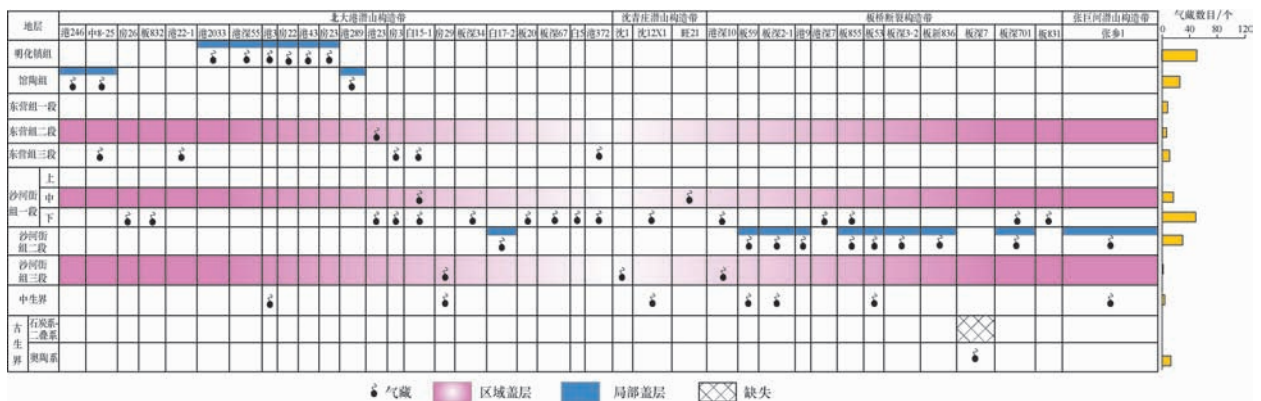 地层 北大港潜山构造带 沈青庄潜山构造带 板桥断裂构造带 张巨河潜山构造带 气藏数目/个
港246 中8-25 房26 板832 港22-1 港2033 港深55 港3 房22 港43 房23 港289 港23 房3 白15-1 房29 白17-2 板20 板深67 白5 港372 沈1 沈12X1 旺21 港深10 板59 板深2-1 港9 港深7 板855 板53 板深3-2 板新836 板深7 板深701 板831 张参1
0 40 80 120
明化镇组
馆陶组
东营组一段
东营组二段
东营组三段
沙河街
组一段
上
中
下
沙河街
组二段
沙河街
组三段
中生界
古
生
界
石炭系-
二叠系
奥陶系
气藏 区域盖层 局部盖层 缺失